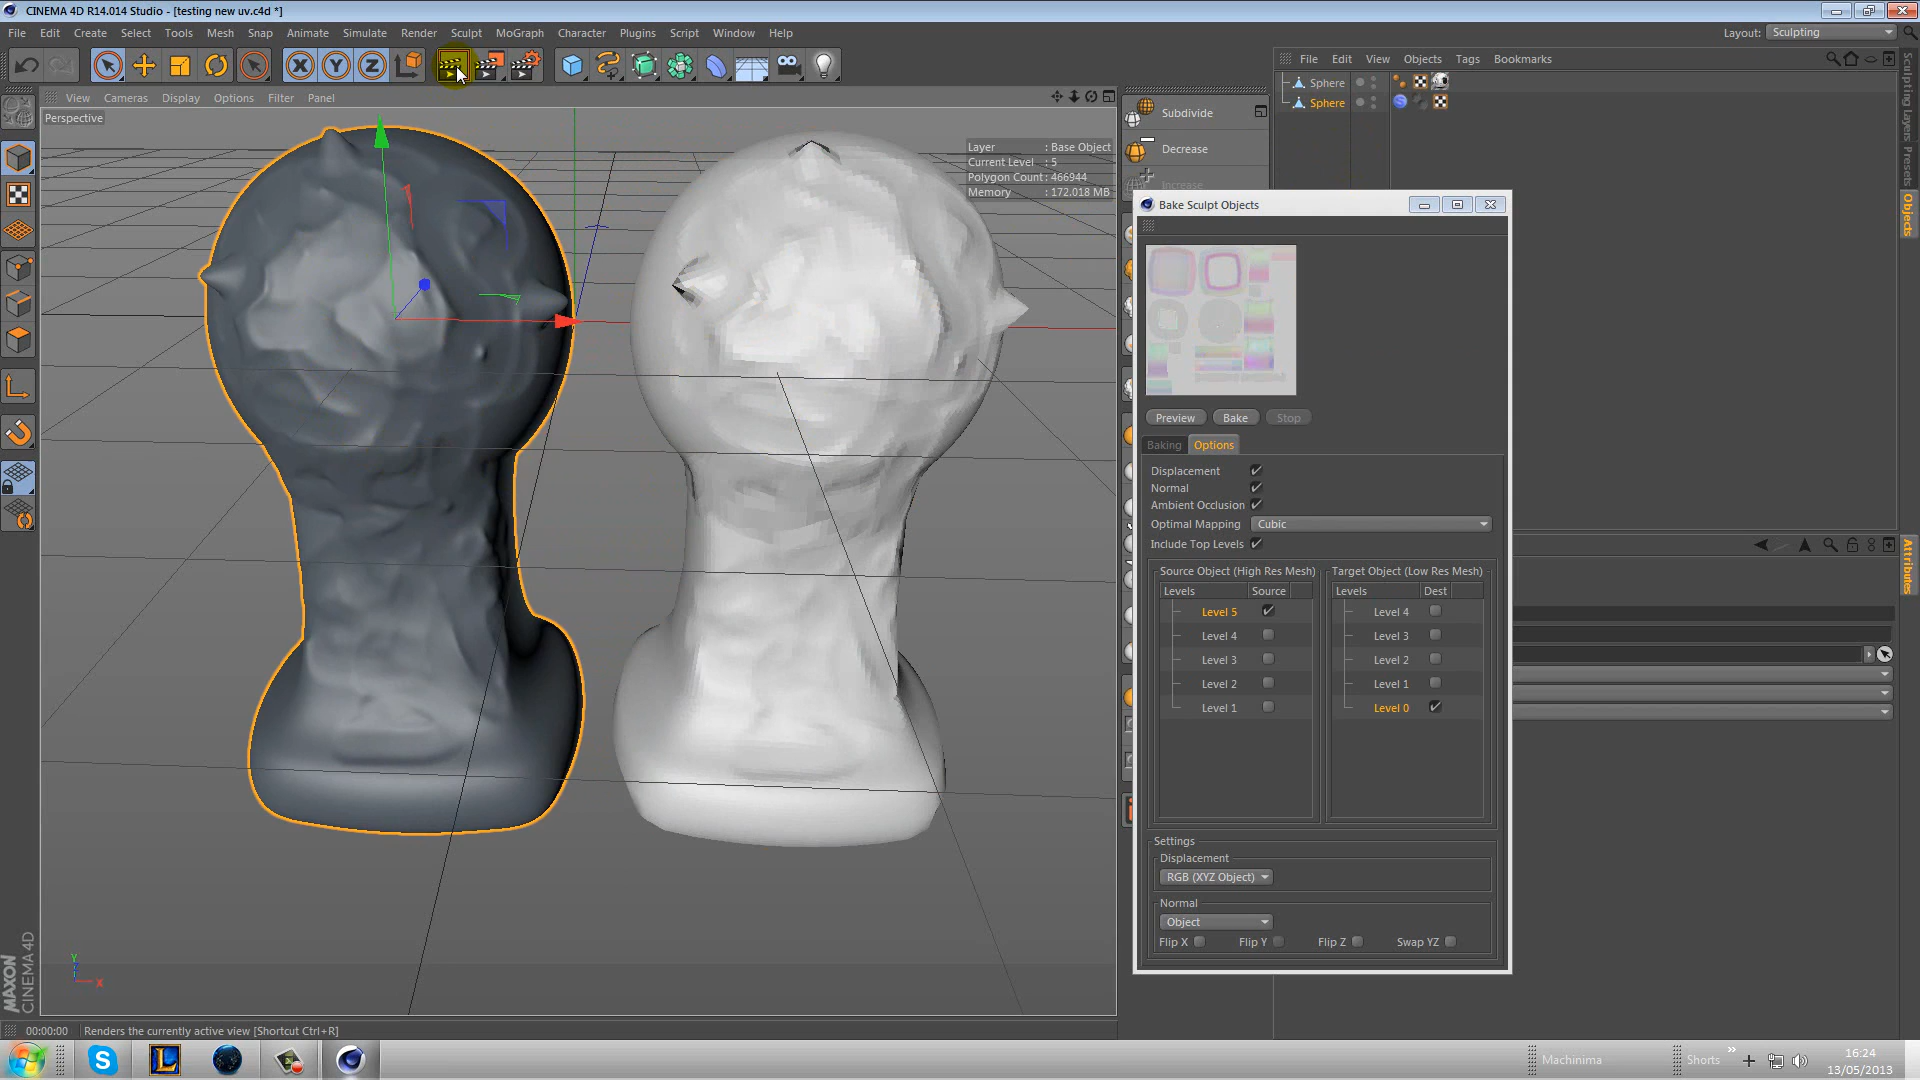 CINEMA 4D R14.014 Studio - [testing new uv.c4d *]
File Edit Create Select Tools Mesh Snap Animate Simulate Render Sculpt MoGraph Character Plugins Script Window Help
Layout: Sculpting
File Edit View Objects Tags Bookmarks
View Cameras Display Options Filter Panel
Perspective
Layer : Base Object
Current Level : 5
Polygon Count : 466944
Memory : 172.018 MB
Subdivide
Decrease
Increase
Sphere
Sphere
Sculpting Layers
Presets
Objects
Attributes
Bake Sculpt Objects
Preview Bake Stop
Baking Options
Displacement
Normal
Ambient Occlusion
Optimal Mapping Cubic
Include Top Levels
Source Object (High Res Mesh) Target Object (Low Res Mesh)
Levels Source Levels Dest
Level 5 Level 4
Level 4 Level 3
Level 3 Level 2
Level 2 Level 1
Level 1 Level 0
Settings
Displacement
RGB (XYZ Object)
Normal
Object
Flip X Flip Y Flip Z Swap YZ
X Y Z
Y
X
MAXON
CINEMA 4D
00:00:00 Renders the currently active view [Shortcut Ctrl+R]
S L
Machinima Shorts
16:24
13/05/2013